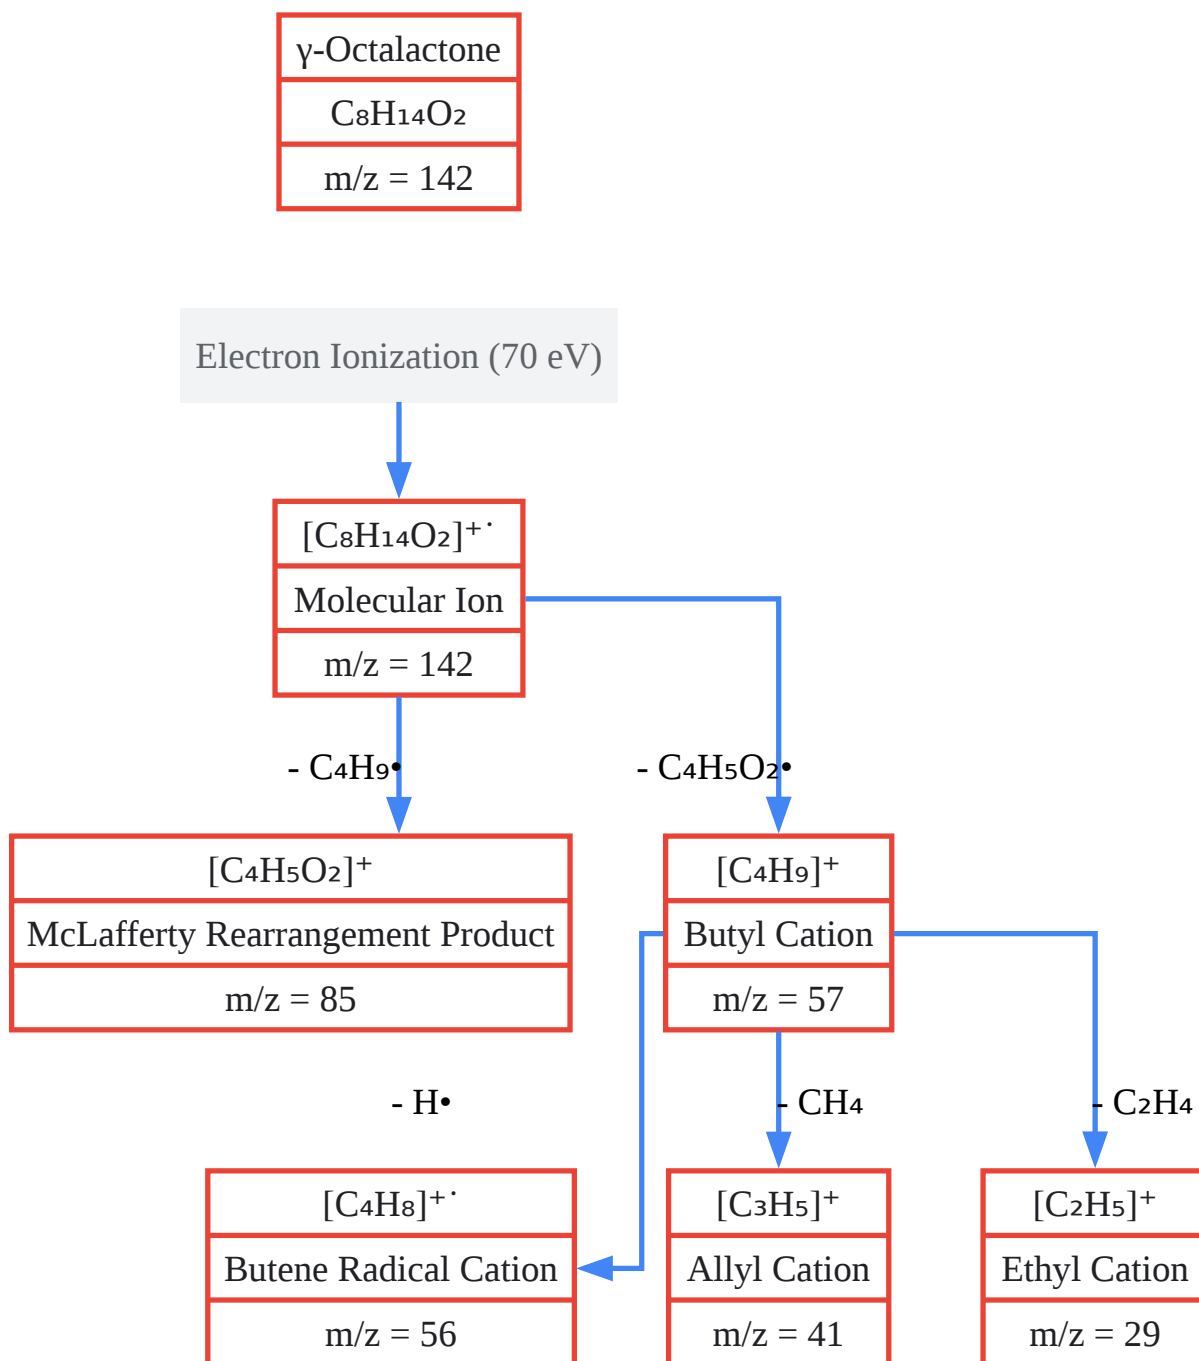 γ-Octalactone
C₈H₁₄O₂
m/z = 142
Electron Ionization (70 eV)
[C₈H₁₄O₂]⁺˙
Molecular Ion
m/z = 142
- C₄H₉•
- C₄H₅O₂•
[C₄H₅O₂]⁺
McLafferty Rearrangement Product
m/z = 85
[C₄H₉]⁺
Butyl Cation
m/z = 57
- H•
- CH₄
- C₂H₄
[C₄H₈]⁺˙
Butene Radical Cation
m/z = 56
[C₃H₅]⁺
Allyl Cation
m/z = 41
[C₂H₅]⁺
Ethyl Cation
m/z = 29